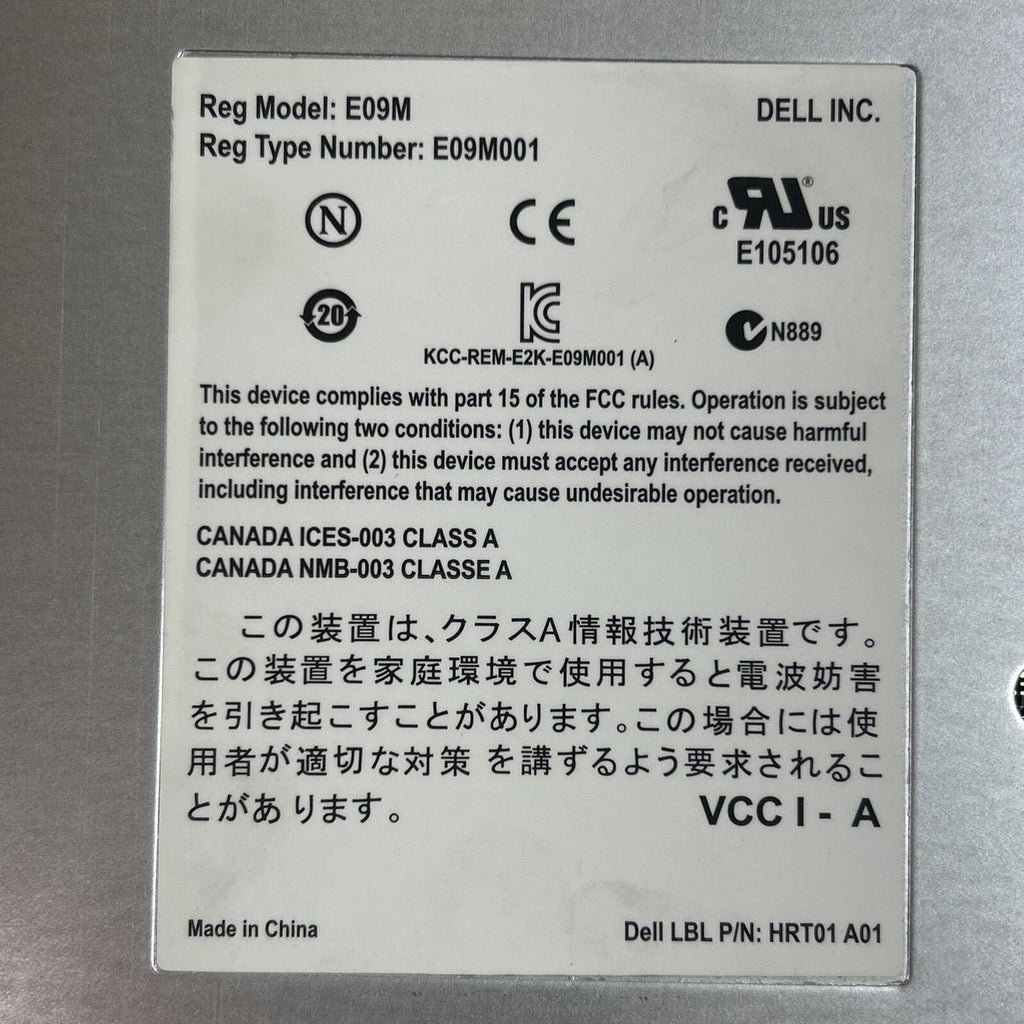 Reg Model: E09M
DELL INC.
Reg Type Number: E09M001
N
CE
C RU® US
E105106
20
KC
N889
KCC-REM-E2K-E09M001 (A)
This device complies with part 15 of the FCC rules. Operation is subject
to the following two conditions: (1) this device may not cause harmful
interference and (2) this device must accept any interference received,
including interference that may cause undesirable operation.
CANADA ICES-003 CLASS A
CANADA NMB-003 CLASSE A
この装置は、クラスA情報技術装置です。
この装置を家庭環境で使用すると電波妨害
を引き起こすことがあります。この場合には使
用者が適切な対策 を講ずるよう要求されるこ
とがあります。
VCC I - A
Made in China
Dell LBL P/N: HRT01 A01